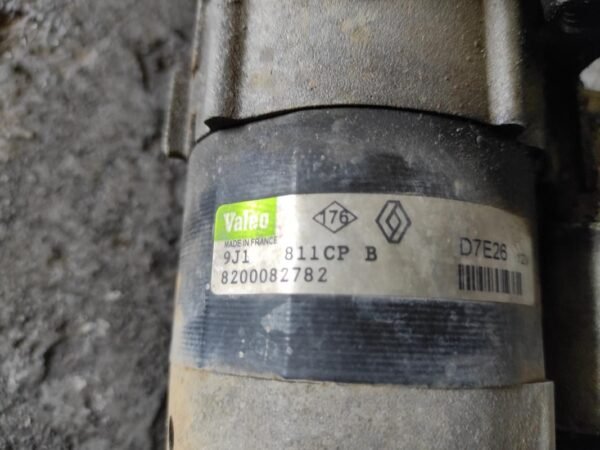 Valeo
MADE IN FRANCE
176
9J1 811CP B
8200082782
D7E26